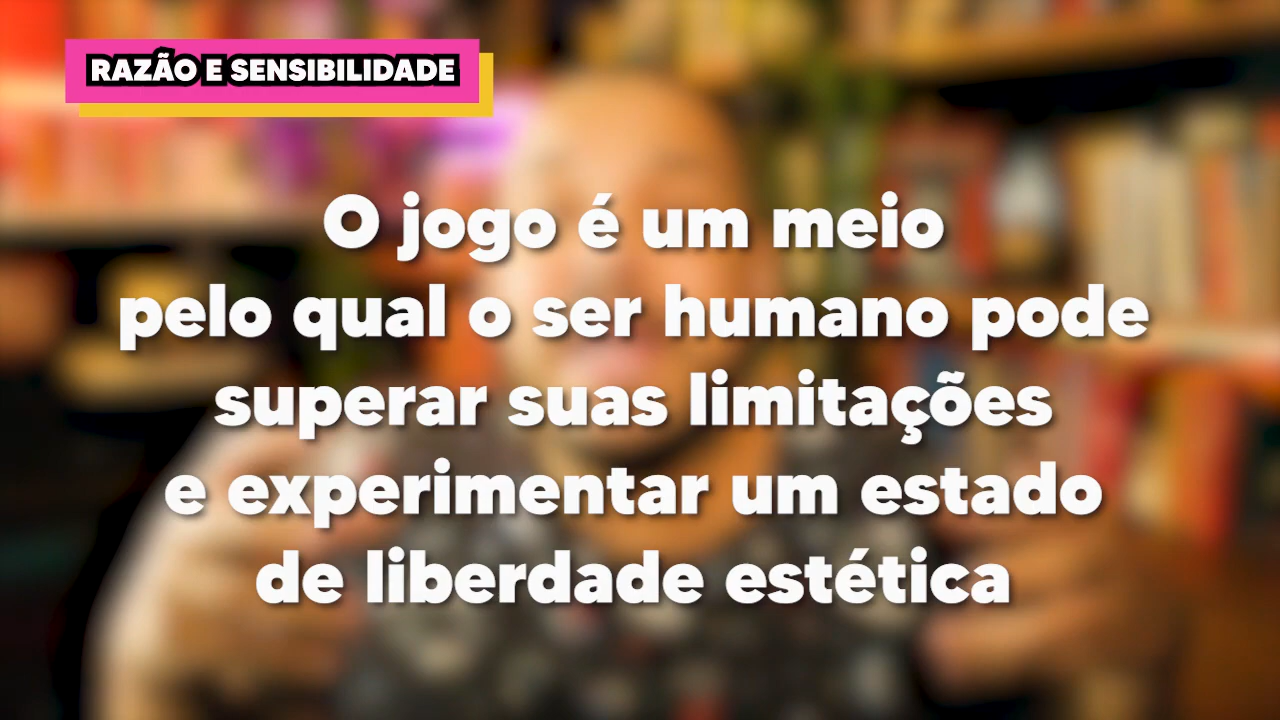 RAZÃO E SENSIBILIDADE
O jogo é um meio
pelo qual o ser humano pode
superar suas limitações
e experimentar um estado
de liberdade estética